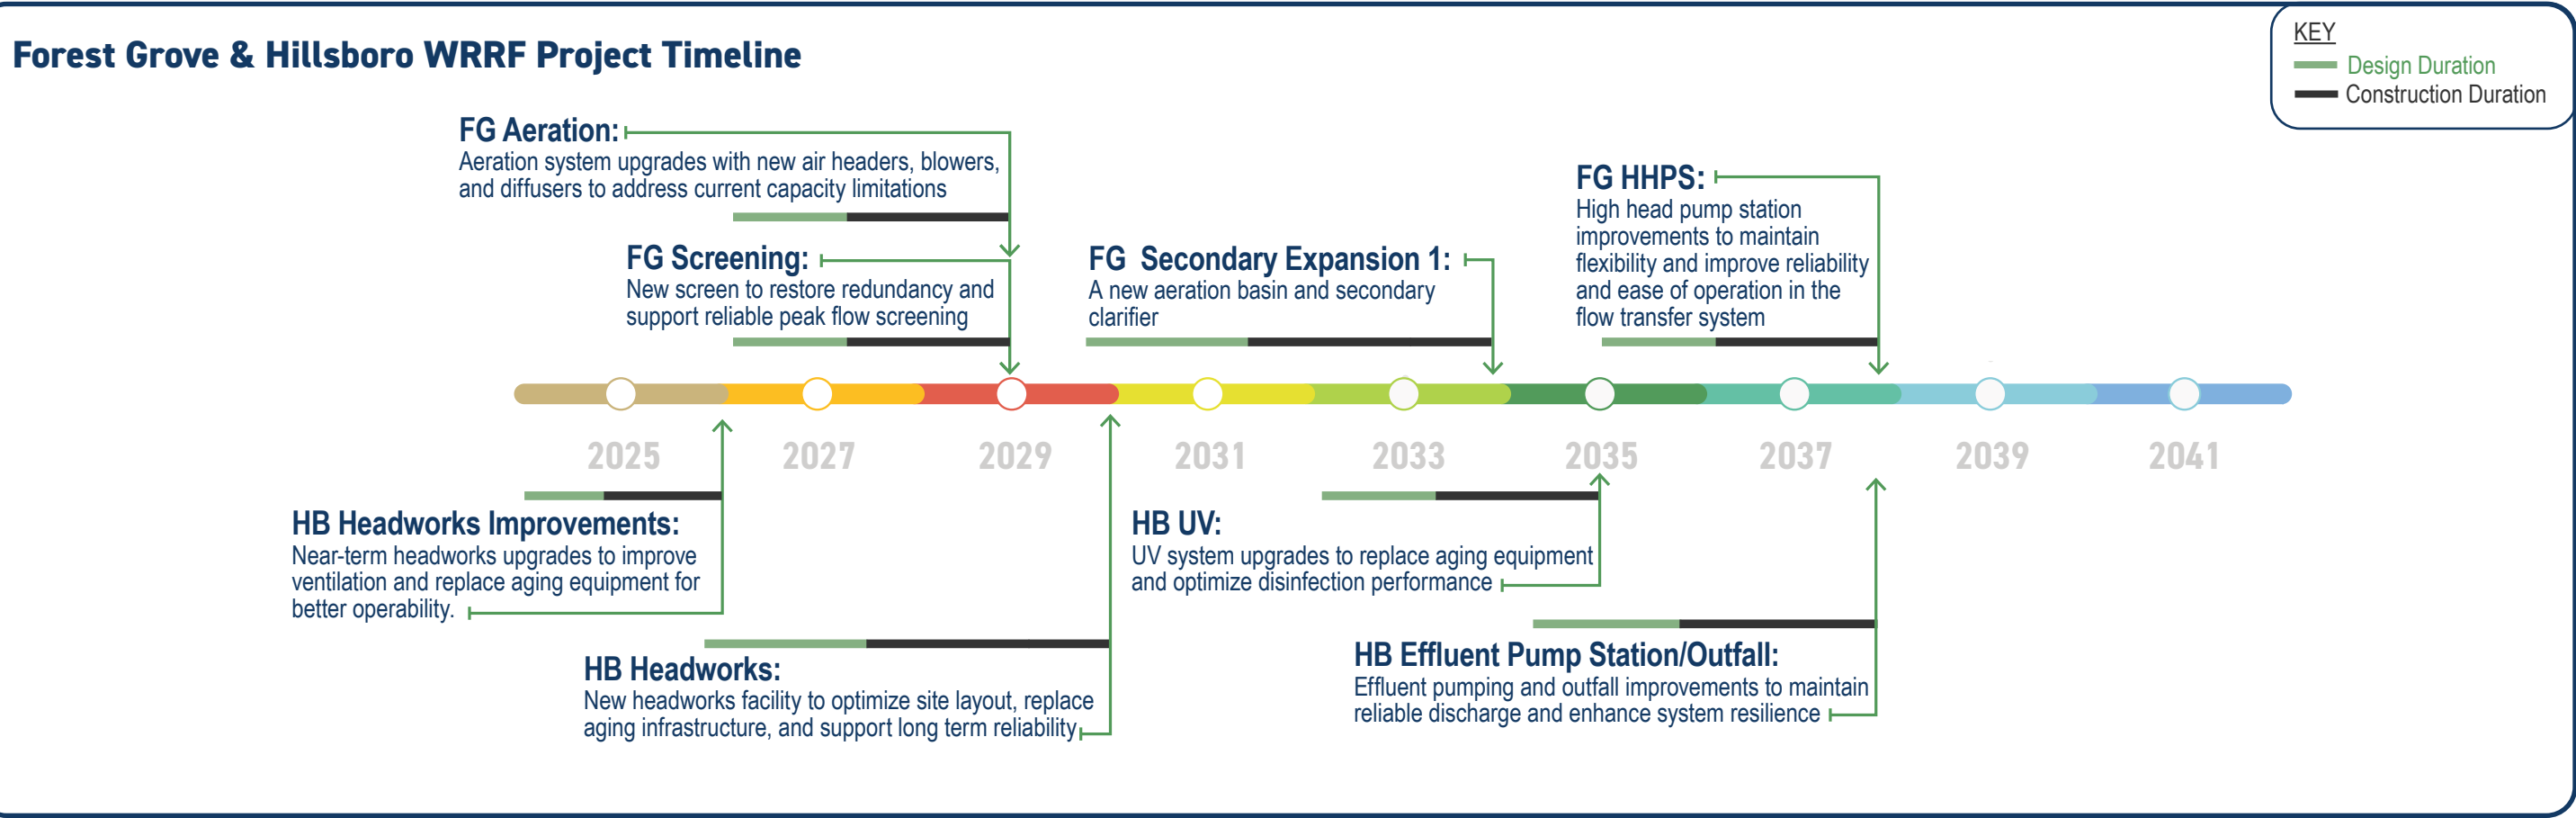 Forest Grove & Hillsboro WRRF Project Timeline
KEY
Design Duration
Construction Duration
FG Aeration:
Aeration system upgrades with new air headers, blowers,
and diffusers to address current capacity limitations
FG Screening:
New screen to restore redundancy and
support reliable peak flow screening
FG Secondary Expansion 1:
A new aeration basin and secondary
clarifier
FG HHPS:
High head pump station
improvements to maintain
flexibility and improve reliability
and ease of operation in the
flow transfer system
2025 2027 2029 2031 2033 2035 2037 2039 2041
HB Headworks Improvements:
Near-term headworks upgrades to improve
ventilation and replace aging equipment for
better operability.
HB Headworks:
New headworks facility to optimize site layout, replace
aging infrastructure, and support long term reliability
HB UV:
UV system upgrades to replace aging equipment
and optimize disinfection performance
HB Effluent Pump Station/Outfall:
Effluent pumping and outfall improvements to maintain
reliable discharge and enhance system resilience